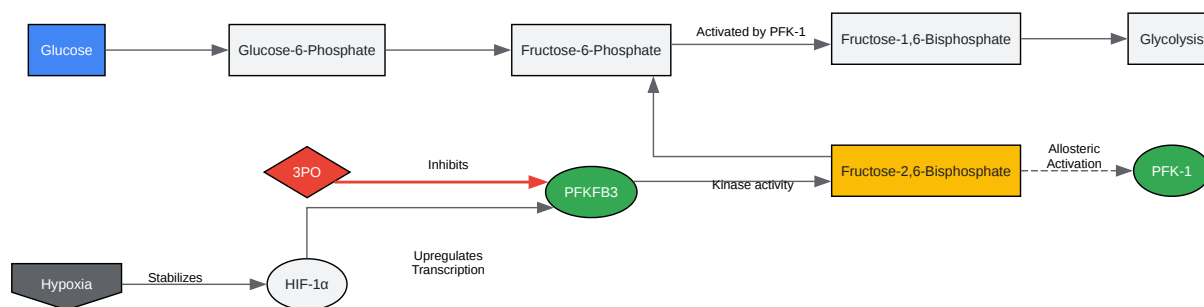 Glucose
Glucose-6-Phosphate
Fructose-6-Phosphate
Activated by PFK-1
Fructose-1,6-Bisphosphate
Glycolysis
3PO
Inhibits
PFKFB3
Kinase activity
Fructose-2,6-Bisphosphate
Allosteric
Activation
PFK-1
Hypoxia
Stabilizes
HIF-1α
Upregulates
Transcription